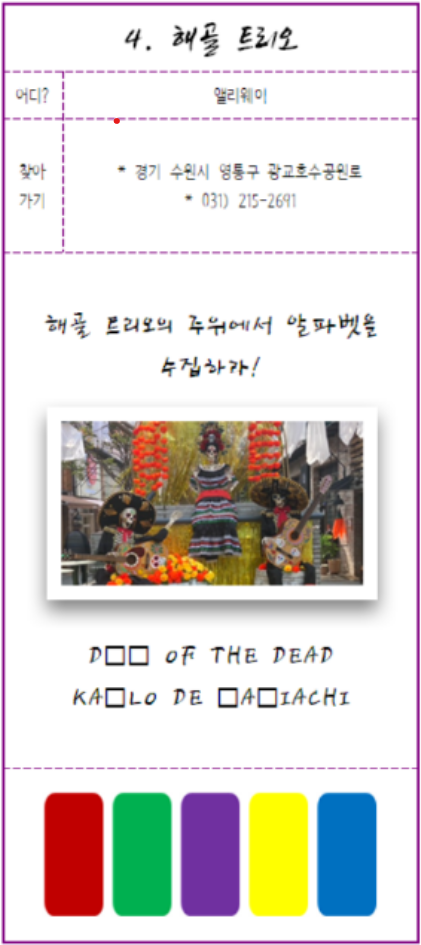 4. 해골 트리오
어디?
앨리웨이
찾아
가기
* 경기 수원시 영통구 광교호수공원로
* 031) 215-2691
해골 트리오의 주위에서 알파벳을
수집하라!
D□□ OF THE DEAD
KA□LO DE □A□IACHI